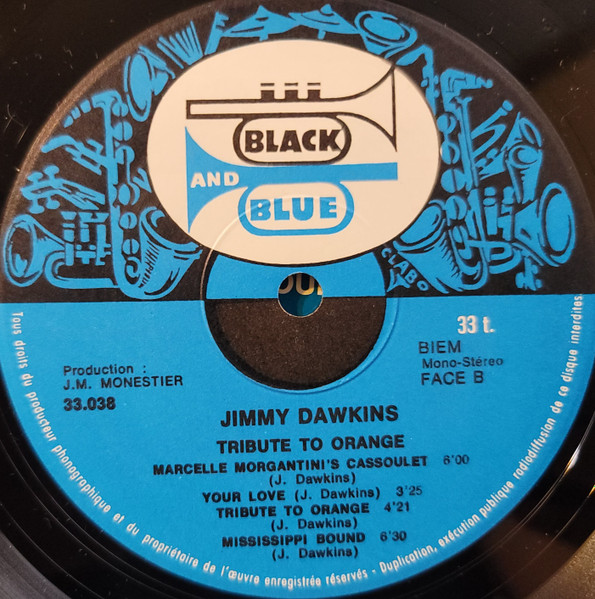 BLACK
AND
BLUE
CLABO
33 t.
Production :
J.M. MONESTIER
33.038
BIEM
Mono-Stéreo
FACE B
JIMMY DAWKINS
TRIBUTE TO ORANGE
MARCELLE MORGANTINI'S CASSOULET 6'00
(J. Dawkins)
YOUR LOVE (J. Dawkins) 3'25
TRIBUTE TO ORANGE 4'21
(J. Dawkins)
MISSISSIPPI BOUND 6'30
(J. Dawkins)
Tous droits du producteur phonographique et du propriétaire de l'œuvre enregistrée réservés - Duplication, exécution publique radiodiffusion de ce disque interdites